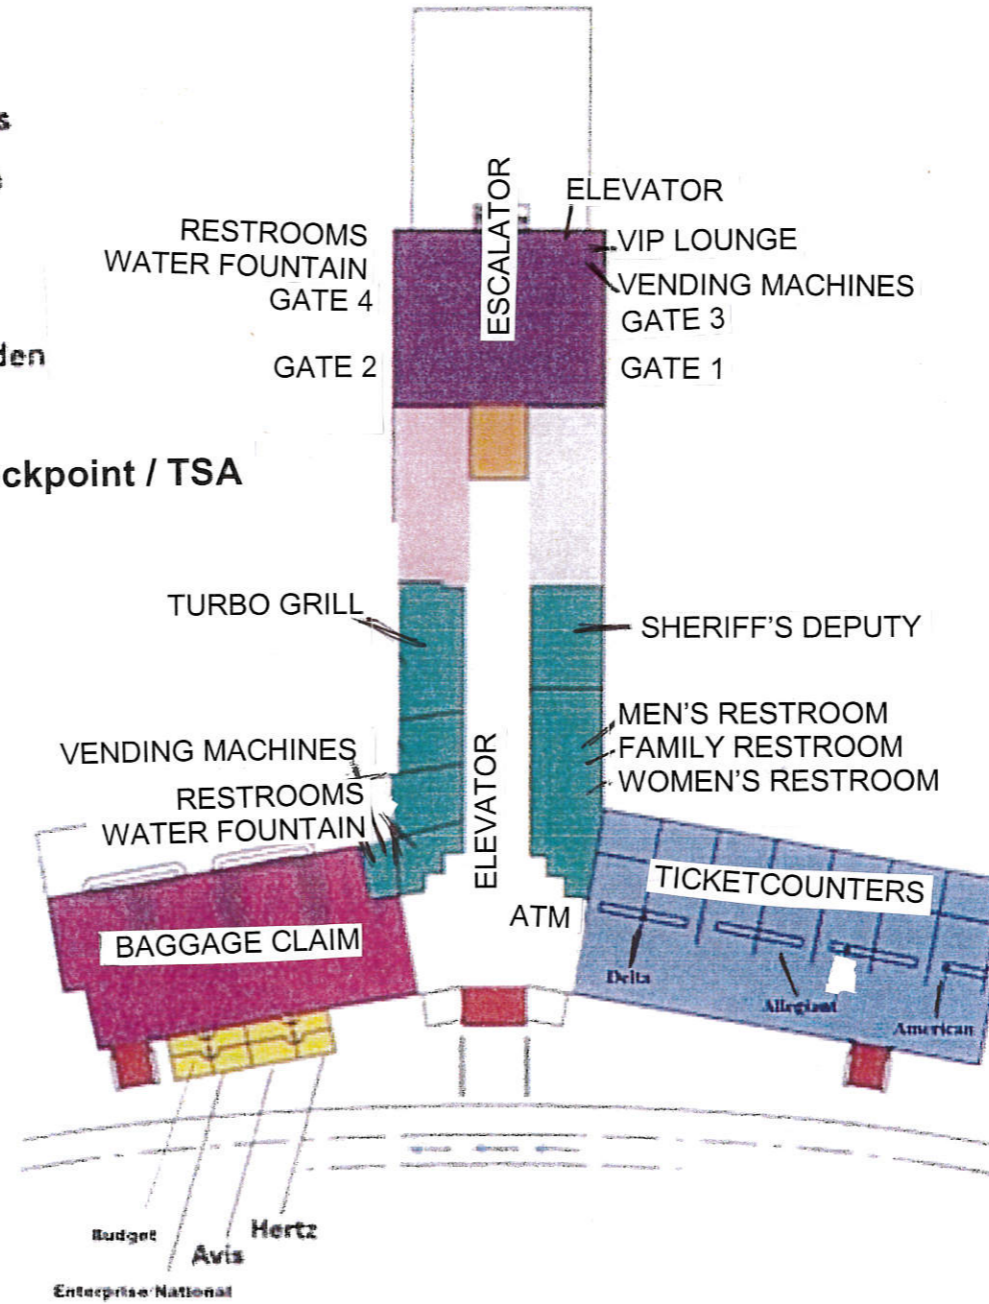 ELEVATOR
ESCALATOR
RESTROOMS
WATER FOUNTAIN
GATE 4
VIP LOUNGE
VENDING MACHINES
GATE 3
GATE 2
GATE 1
ckpoint / TSA
TURBO GRILL
SHERIFF'S DEPUTY
VENDING MACHINES
RESTROOMS
WATER FOUNTAIN
ELEVATOR
MEN'S RESTROOM
FAMILY RESTROOM
WOMEN'S RESTROOM
TICKETCOUNTERS
ATM
BAGGAGE CLAIM
Delta
Allegiant
American
Budget
Avis
Hertz
Enterprise/National